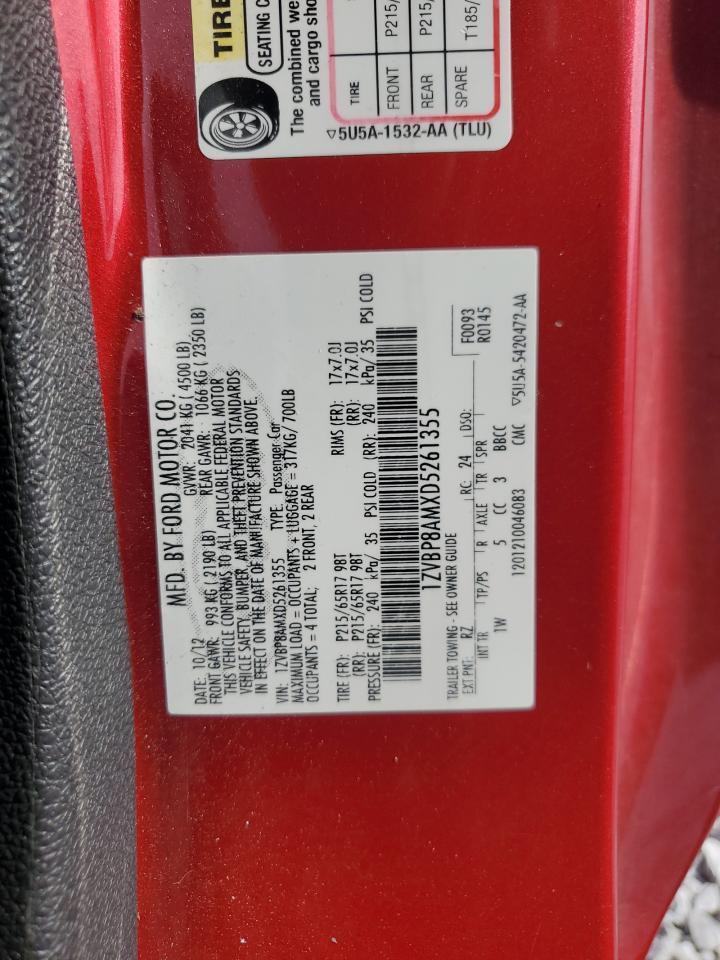 TIRE
SEATING C
The combined we
and cargo sho
TIRE
FRONT P215/
REAR P215/
SPARE T185/
▽5U5A-1532-AA (TLU)
MFD. BY FORD MOTOR CO.
DATE: 10/12 GVWR: 2041 KG ( 4500 LB)
FRONT GAWR: 993 KG ( 2190 LB) REAR GAWR: 1066 KG ( 2350 LB)
THIS VEHICLE CONFORMS TO ALL APPLICABLE FEDERAL MOTOR
VEHICLE SAFETY, BUMPER, AND THEFT PREVENTION STANDARDS
IN EFFECT ON THE DATE OF MANUFACTURE SHOWN ABOVE.
VIN: 1ZVBP8AMXD5261355 TYPE: Passenger Car
MAXIMUM LOAD = OCCUPANTS + LUGGAGE = 317KG/ 700LB
OCCUPANTS = 4 TOTAL: 2 FRONT, 2 REAR
TIRE (FR): P215/65R17 98T RIMS (FR): 17x7.0J
(RR): P215/65R17 98T (RR): 17x7.0J
PRESSURE (FR): 240 kPa/ 35 PSI COLD (RR): 240 kPa/ 35 PSI COLD
1ZVBP8AMXD5261355
TRAILER TOWING - SEE OWNER GUIDE F0093
EXT PNT: RZ RC: 24 DSO: R0145
INT TR TP/PS R AXLE TR SPR
1W 5 CC 3 BBCC
1201210046083 CMC ▽5U5A-5420472-AA